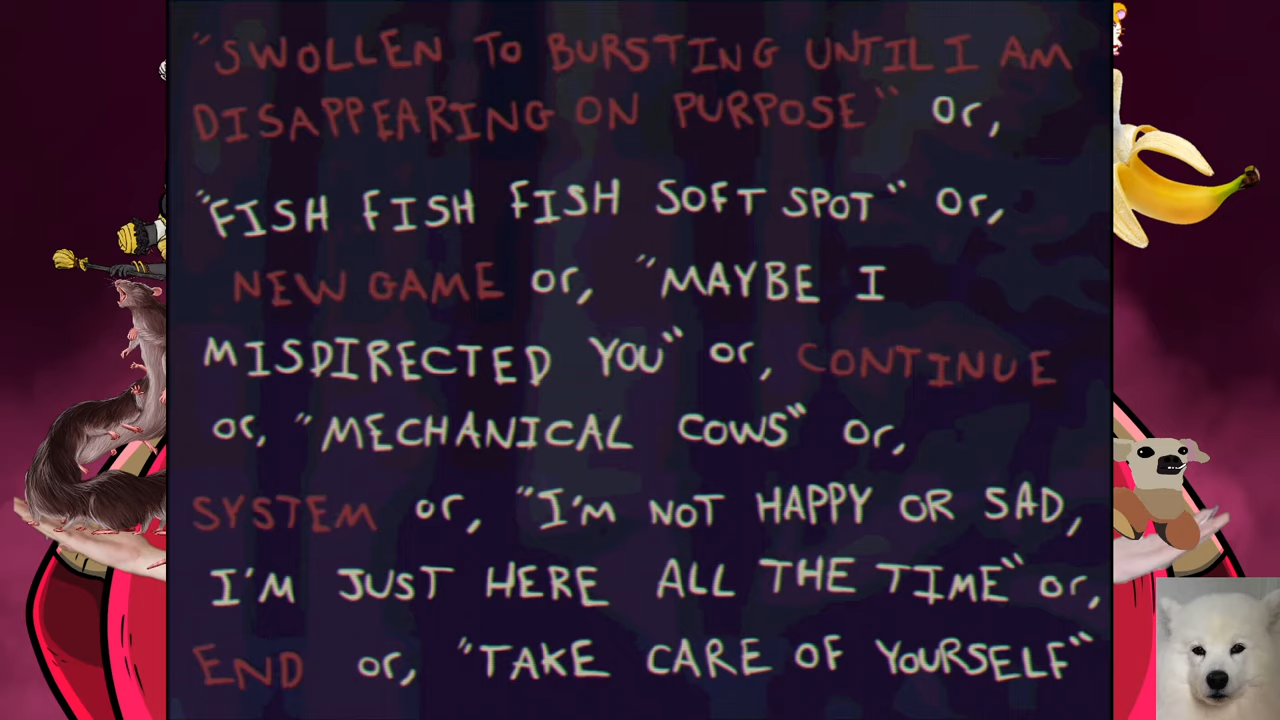 "SWOLLEN TO BURSTING UNTIL I AM
DISAPPEARING ON PURPOSE" or,
"FISH FISH FISH SOFT SPOT" or,
NEW GAME or, "MAYBE I
MISDIRECTED YOU" or, CONTINUE
or, "MECHANICAL COWS" or,
SYSTEM or, "I'M NOT HAPPY OR SAD,
I'M JUST HERE ALL THE TIME" or,
END or, "TAKE CARE OF YOURSELF"